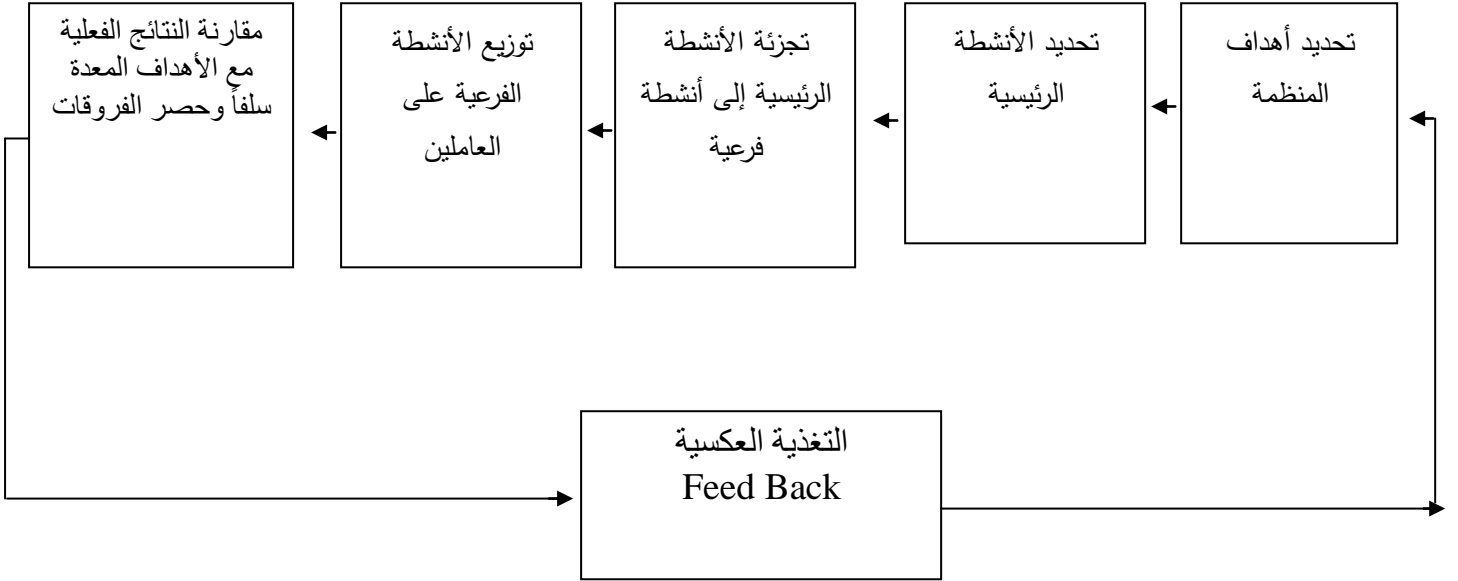 تحديد أهداف
المنظمة
تحديد الأنشطة
الرئيسية
تجزئة الأنشطة
الرئيسية إلى أنشطة
فرعية
توزيع الأنشطة
الفرعية على
العاملين
مقارنة النتائج الفعلية
مع الأهداف المعدة
سلفاً وحصر الفروقات
التغذية العكسية
Feed Back